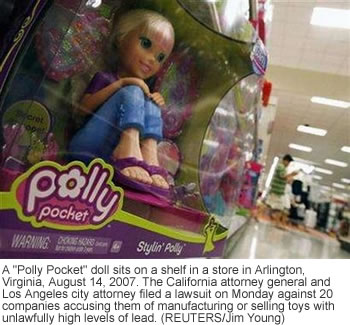 polly
pocket
WARNING: CHOKING HAZARD
Stylin' Polly
A "Polly Pocket" doll sits on a shelf in a store in Arlington,
Virginia, August 14, 2007. The California attorney general and
Los Angeles city attorney filed a lawsuit on Monday against 20
companies accusing them of manufacturing or selling toys with
unlawfully high levels of lead. (REUTERS/Jim Young)